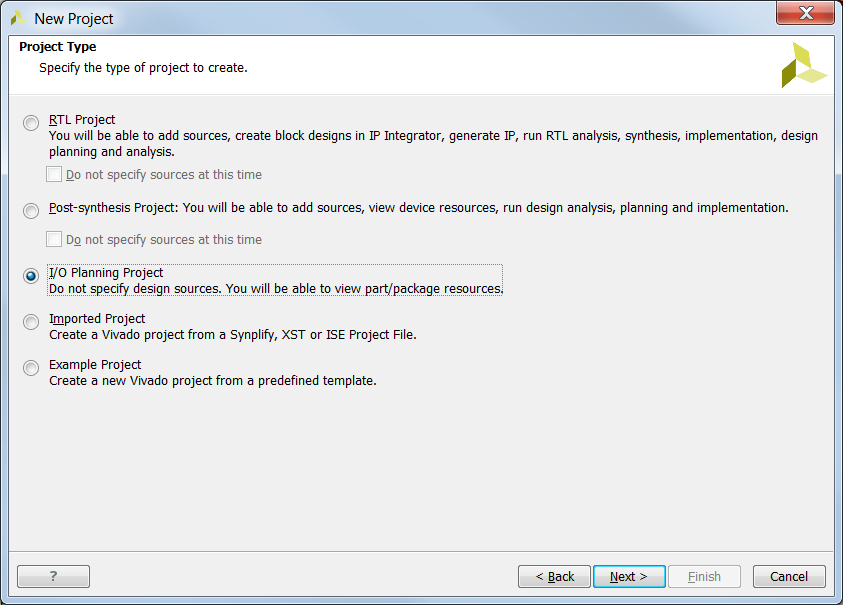 New Project
Project Type
Specify the type of project to create.
RTL Project
You will be able to add sources, create block designs in IP Integrator, generate IP, run RTL analysis, synthesis, implementation, design
planning and analysis.
Do not specify sources at this time
Post-synthesis Project: You will be able to add sources, view device resources, run design analysis, planning and implementation.
Do not specify sources at this time
I/O Planning Project
Do not specify design sources. You will be able to view part/package resources.
Imported Project
Create a Vivado project from a Synplify, XST or ISE Project File.
Example Project
Create a new Vivado project from a predefined template.
? < Back Next > Finish Cancel